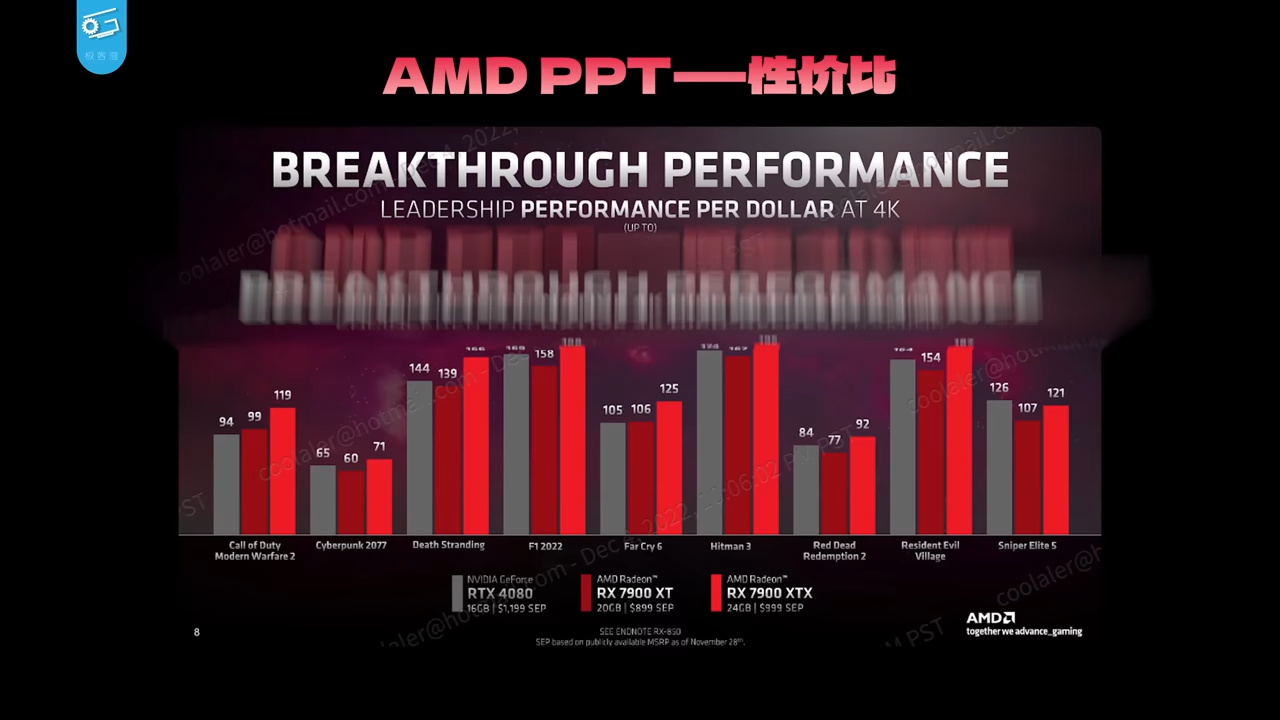 极客湾
AMD PPT——性价比
BREAKTHROUGH PERFORMANCE
LEADERSHIP PERFORMANCE PER DOLLAR AT 4K
(UP TO)
94 99 119
65 60 71
144 139
158
105 106 125
84 77 92
154
126 107 121
Call of Duty
Modern Warfare 2
Cyberpunk 2077
Death Stranding
F1 2022
Far Cry 6
Hitman 3
Red Dead
Redemption 2
Resident Evil
Village
Sniper Elite 5
NVIDIA GeForce
RTX 4080
16GB | $1,199 SEP
AMD Radeon™
RX 7900 XT
20GB | $899 SEP
AMD Radeon™
RX 7900 XTX
24GB | $999 SEP
8
SEE ENDNOTE RX-850
SEP based on publicly available MSRP as of November 28th.
AMD
together we advance_gaming